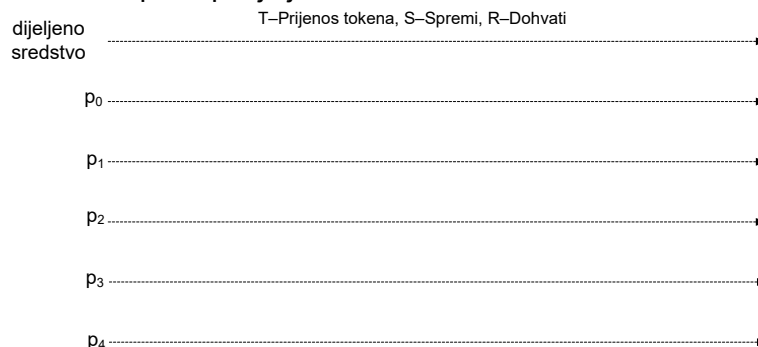 T–Prijenos tokena, S–Spremi, R–Dohvati
dijeljeno
sredstvo
p0
p1
p2
p3
p4